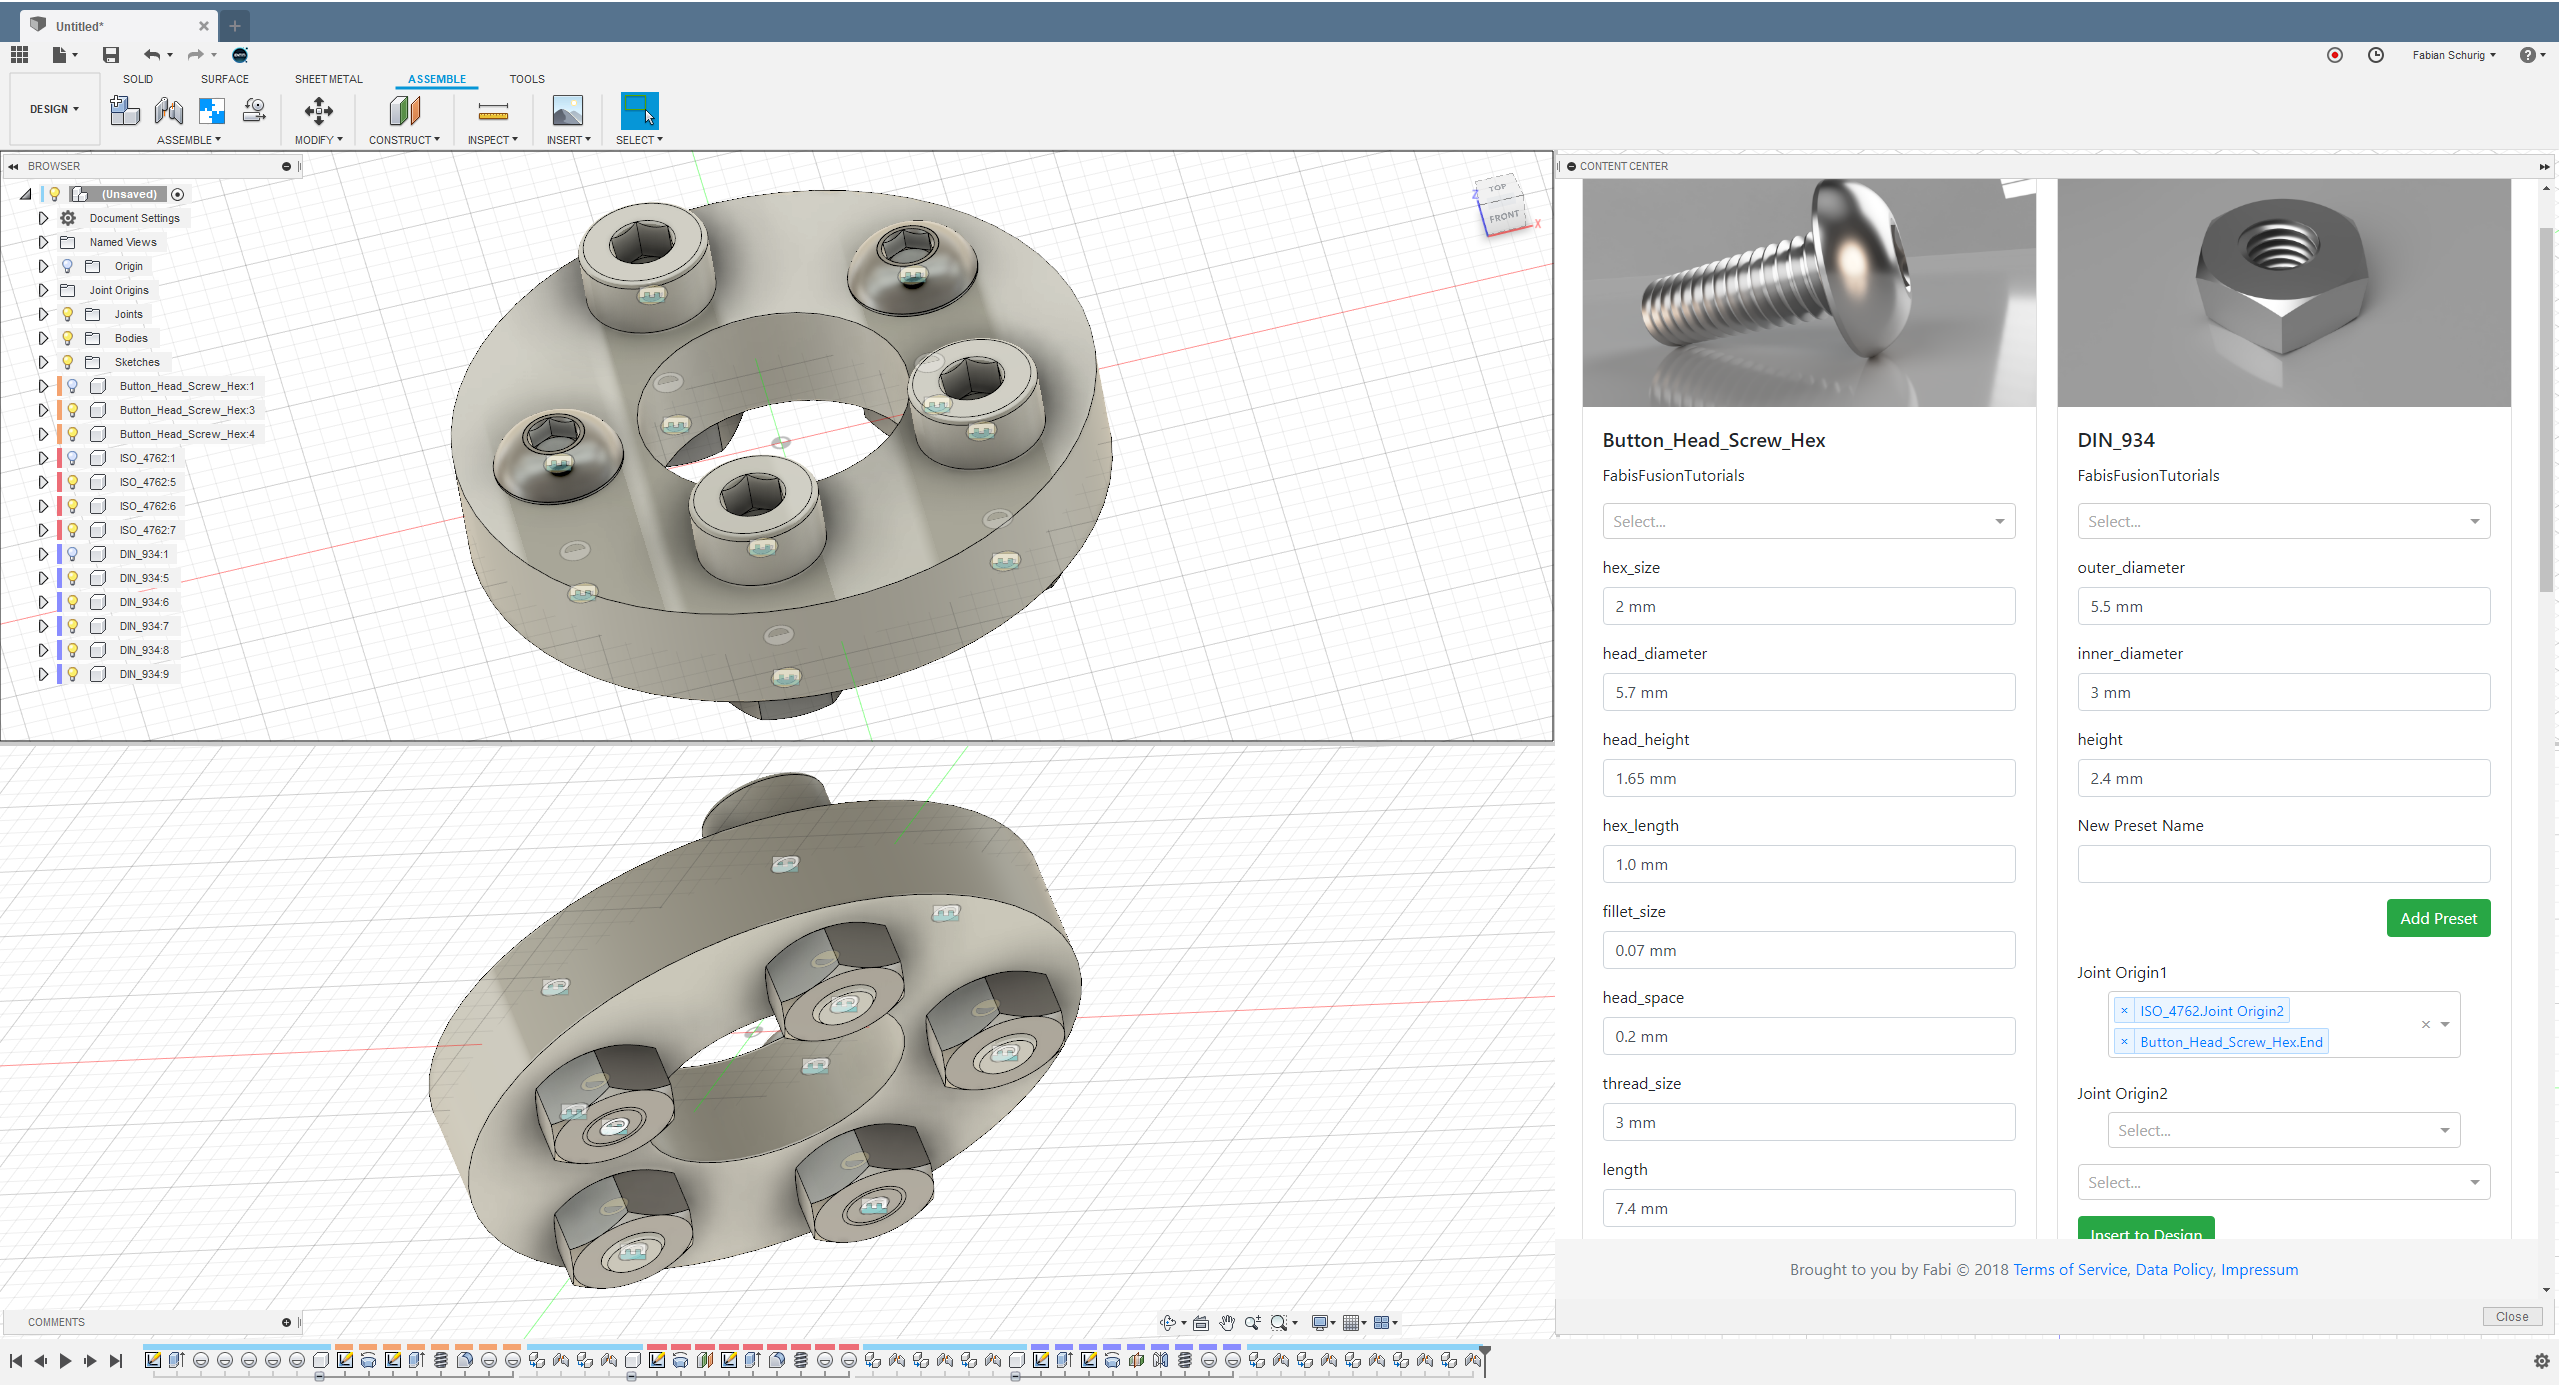 Untitled*
Fabian Schurig
SOLID
SURFACE
SHEET METAL
ASSEMBLE
TOOLS
DESIGN
ASSEMBLE
MODIFY
CONSTRUCT
INSPECT
INSERT
SELECT
BROWSER
(Unsaved)
Document Settings
Named Views
Origin
Joint Origins
Joints
Bodies
Sketches
Button_Head_Screw_Hex:1
Button_Head_Screw_Hex:3
Button_Head_Screw_Hex:4
ISO_4762:1
ISO_4762:5
ISO_4762:6
ISO_4762:7
DIN_934:1
DIN_934:5
DIN_934:6
DIN_934:7
DIN_934:8
DIN_934:9
TOP
FRONT
Z
X
COMMENTS
CONTENT CENTER
Button_Head_Screw_Hex
FabisFusionTutorials
Select...
hex_size
2 mm
head_diameter
5.7 mm
head_height
1.65 mm
hex_length
1.0 mm
fillet_size
0.07 mm
head_space
0.2 mm
thread_size
3 mm
length
7.4 mm
DIN_934
FabisFusionTutorials
Select...
outer_diameter
5.5 mm
inner_diameter
3 mm
height
2.4 mm
New Preset Name
Add Preset
Joint Origin1
× ISO_4762.Joint Origin2
× Button_Head_Screw_Hex.End
Joint Origin2
Select...
Select...
Insert to Design
Brought to you by Fabi © 2018 Terms of Service, Data Policy, Impressum
Close